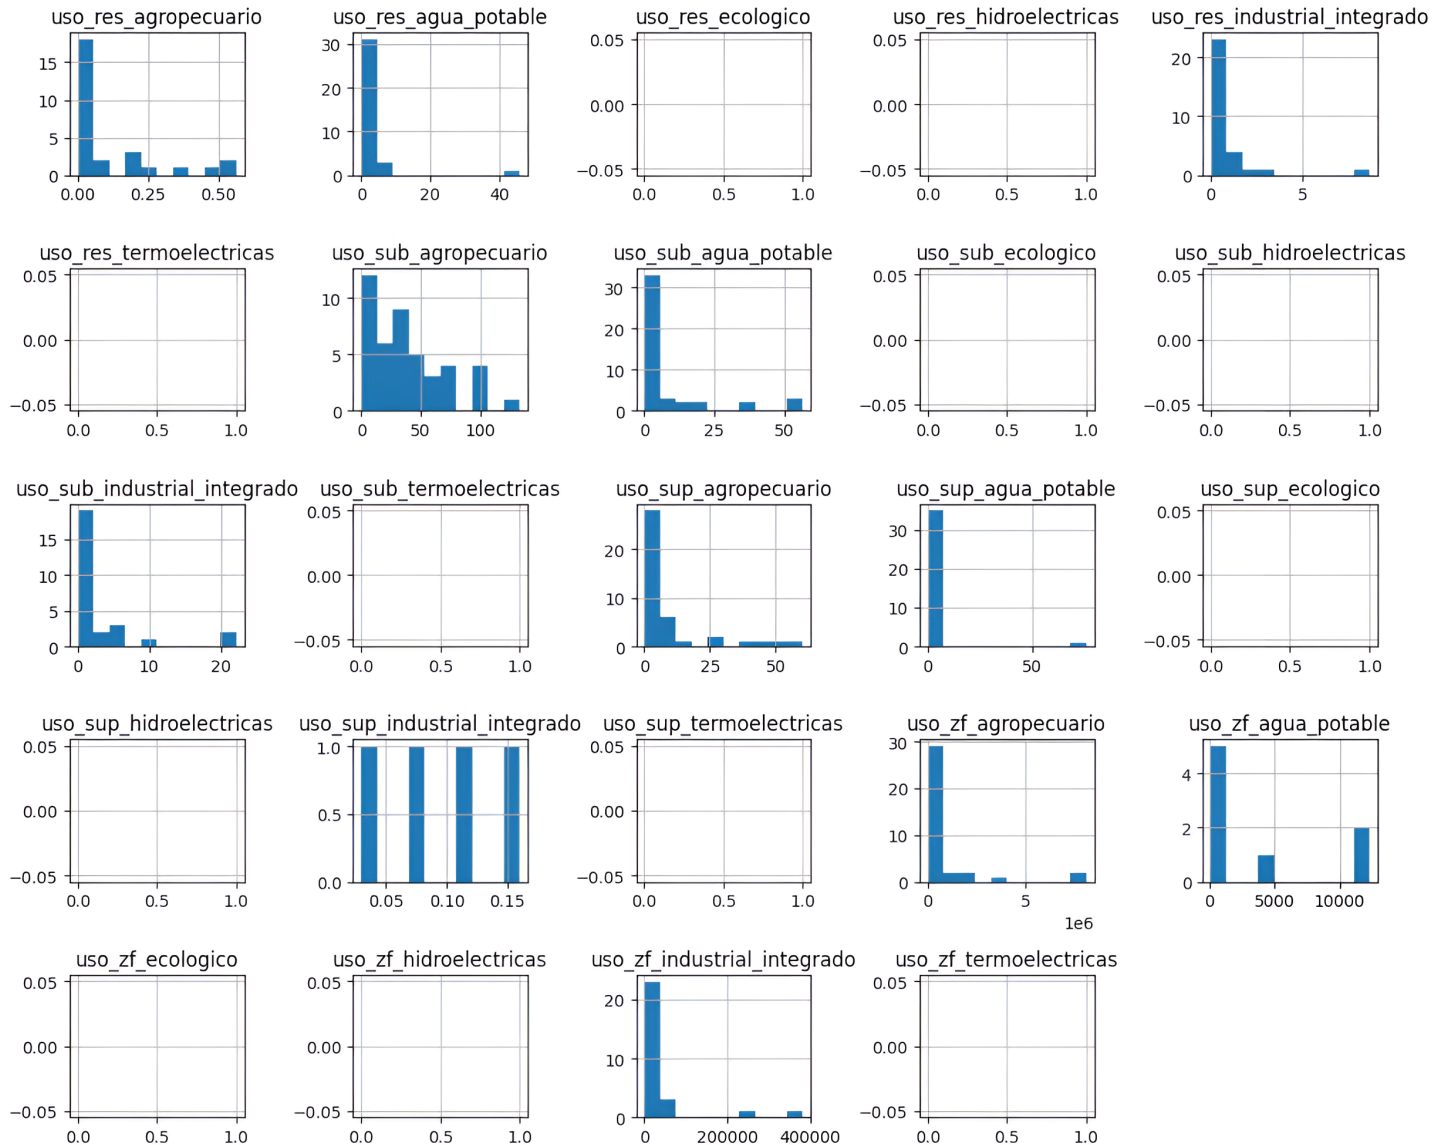 uso_res_agropecuario uso_res_agua_potable uso_res_ecologico uso_res_hidroelectricas uso_res_industrial_integrado
15 30 0.05 0.05 20
10 20 0.00 0.00 10
5 10 −0.05 −0.05 0
0 0
0.00 0.25 0.50 0 20 40 0.0 0.5 1.0 0.0 0.5 1.0 0 5
uso_res_termoelectricas uso_sub_agropecuario uso_sub_agua_potable uso_sub_ecologico uso_sub_hidroelectricas
0.05 10 30 0.05 0.05
0.00 5 20 0.00 0.00
−0.05 0 10 −0.05 −0.05
0
0.0 0.5 1.0 0 50 100 0 25 50 0.0 0.5 1.0 0.0 0.5 1.0
uso_sub_industrial_integrado uso_sub_termoelectricas uso_sup_agropecuario uso_sup_agua_potable uso_sup_ecologico
15 0.05 20 30 0.05
10 0.00 10 20 0.00
5 −0.05 0 10 −0.05
0 0
0 10 20 0.0 0.5 1.0 0 25 50 0 50 0.0 0.5 1.0
uso_sup_hidroelectricas uso_sup_industrial_integrado uso_sup_termoelectricas uso_zf_agropecuario uso_zf_agua_potable
0.05 1.0 0.05 30 4
0.00 0.5 0.00 20 2
−0.05 0.0 −0.05 10 0
0
0.0 0.5 1.0 0.05 0.10 0.15 0.0 0.5 1.0 0 5 0 5000 10000
1e6
uso_zf_ecologico uso_zf_hidroelectricas uso_zf_industrial_integrado uso_zf_termoelectricas
0.05 0.05 20 0.05
0.00 0.00 10 0.00
−0.05 −0.05 0 −0.05
0.0 0.5 1.0 0.0 0.5 1.0 0 200000 400000 0.0 0.5 1.0